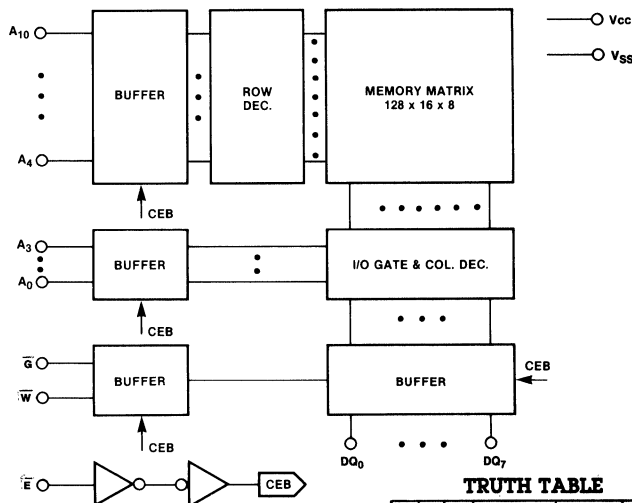 A10
BUFFER
ROW
DEC.
MEMORY MATRIX
128 x 16 x 8
Vcc
VSS
A4
CEB
A3
BUFFER
I/O GATE & COL. DEC.
A0
CEB
G
W
BUFFER
BUFFER
CEB
CEB
DQ0
DQ7
E
CEB
TRUTH TABLE